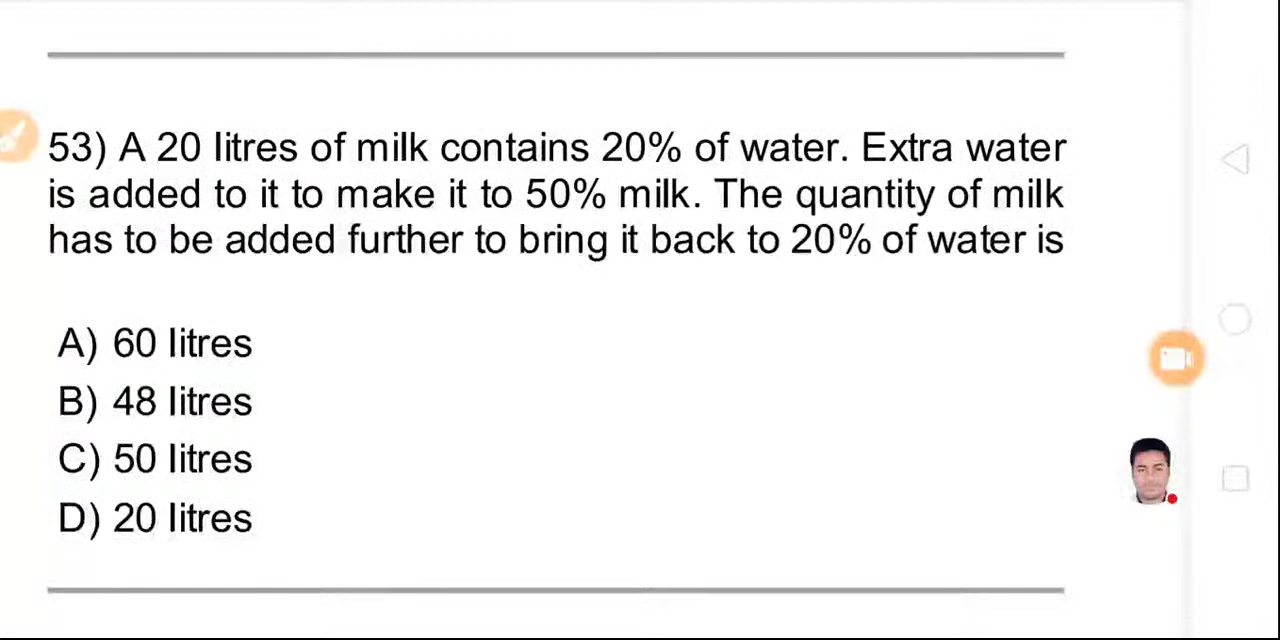 53) A 20 litres of milk contains 20% of water. Extra water
is added to it to make it to 50% milk. The quantity of milk
has to be added further to bring it back to 20% of water is
A) 60 litres
B) 48 litres
C) 50 litres
D) 20 litres